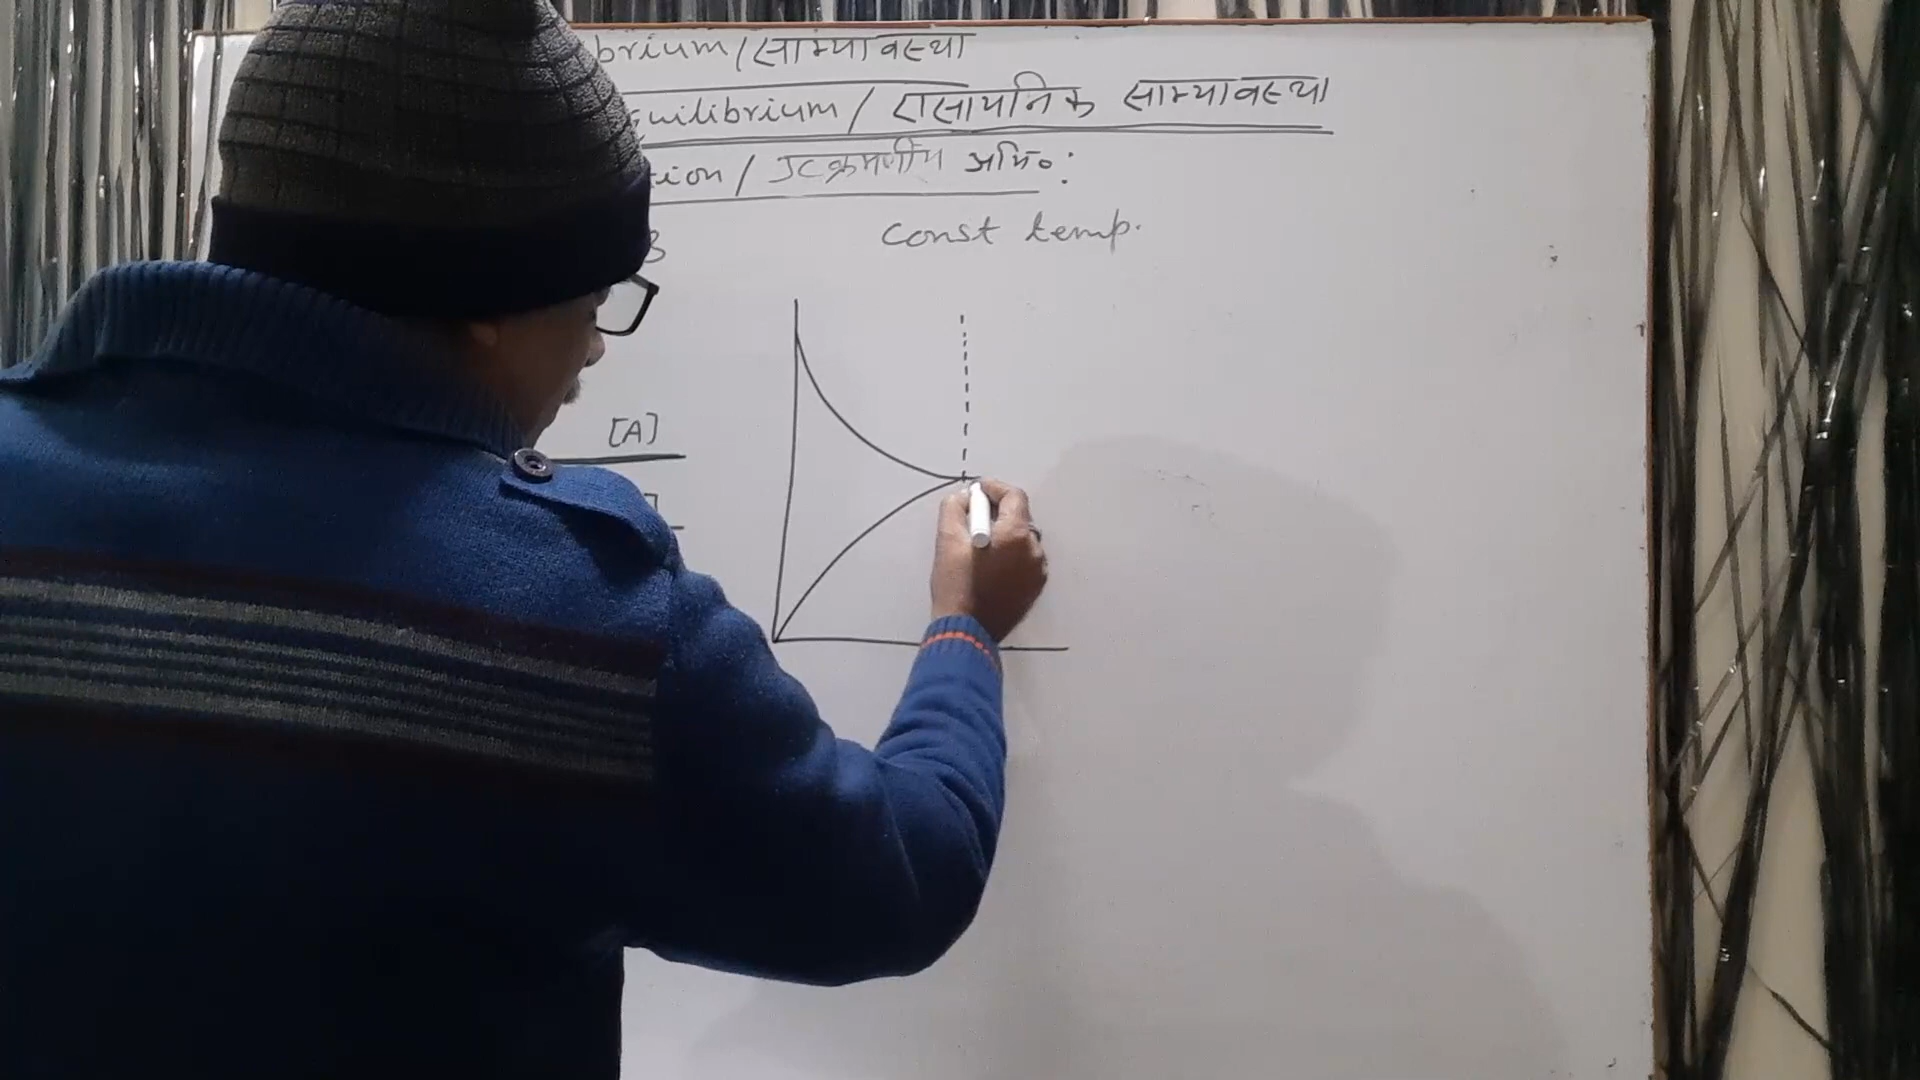 brium/साम्यावस्था
quilibrium/ रासायनिक साम्यावस्था
tion/ उत्क्रमणीय अभि०:
B
const temp.
[A]
]